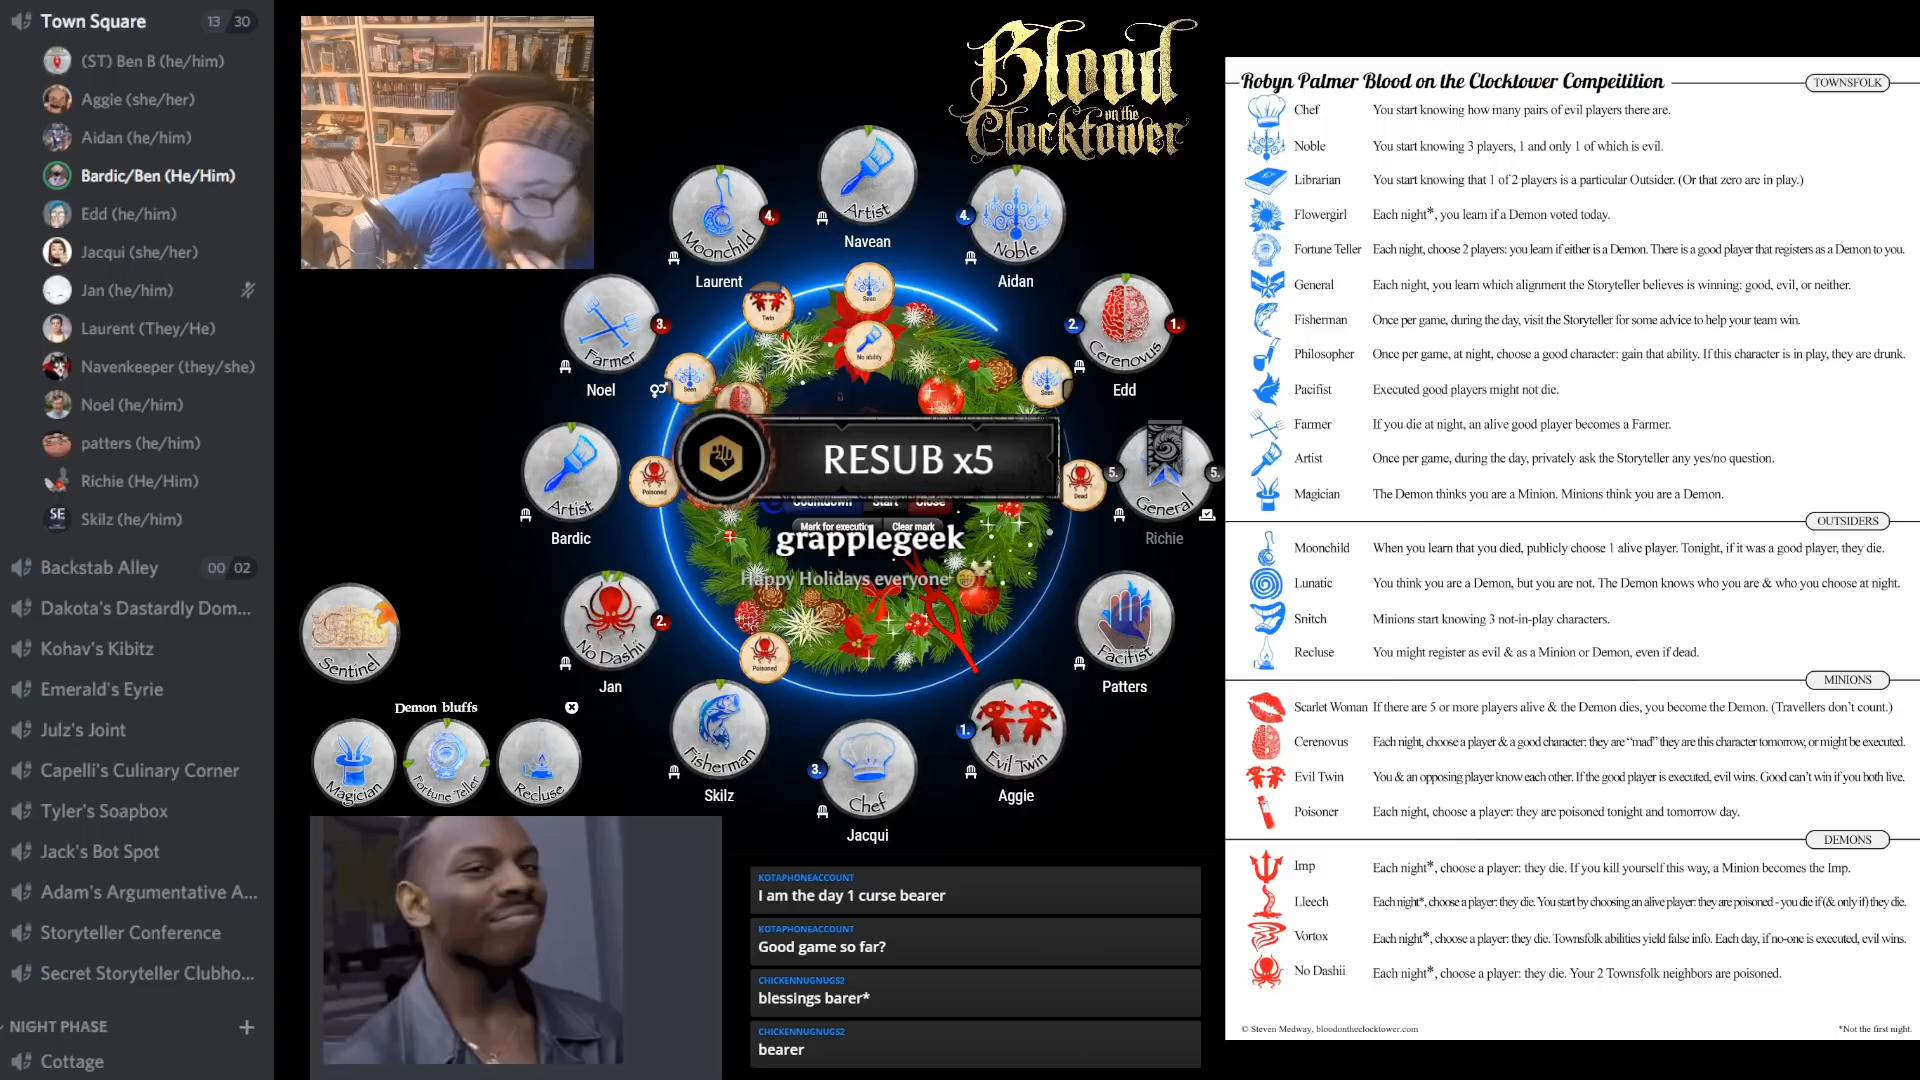 Town Square 13 30
(ST) Ben B (he/him)
Aggie (she/her)
Aidan (he/him)
Bardic/Ben (He/Him)
Edd (he/him)
Jacqui (she/her)
Jan (he/him)
Laurent (They/He)
Navenkeeper (they/she)
Noel (he/him)
patters (he/him)
Richie (He/Him)
SE Skilz (he/him)
Backstab Alley 00 02
Dakota's Dastardly Dom...
Kohav's Kibitz
Emerald's Eyrie
Julz's Joint
Capelli's Culinary Corner
Tyler's Soapbox
Jack's Bot Spot
Adam's Argumentative A...
Storyteller Conference
Secret Storyteller Clubho...
NIGHT PHASE
Cottage
Blood
on the
Clocktower
Artist
Navean
Moonchild
4.
Laurent
4.
Noble
Aidan
Farmer
3.
Noel
2.
Cerenovus
1.
Edd
Twin
Seen
No ability
Seen
Seen
Artist
Bardic
Poisoned
Dead
5.
General
5.
Richie
RESUB x5
Countdown Start Close
Mark for executi Clear mark
grapplegeek
Happy Holidays everyone
No Dashii
2.
Jan
Poisoned
Pacifist
Patters
Fisherman
Skilz
3.
Chef
Jacqui
1.
Evil Twin
Aggie
Sentinel
Demon bluffs
Magician
Fortune Teller
Recluse
KOTAPHONEACCOUNT
I am the day 1 curse bearer
KOTAPHONEACCOUNT
Good game so far?
CHICKENNUGNUGS2
blessings barer*
CHICKENNUGNUGS2
bearer
Robyn Palmer Blood on the Clocktower Compeitition
TOWNSFOLK
Chef You start knowing how many pairs of evil players there are.
Noble You start knowing 3 players, 1 and only 1 of which is evil.
Librarian You start knowing that 1 of 2 players is a particular Outsider. (Or that zero are in play.)
Flowergirl Each night*, you learn if a Demon voted today.
Fortune Teller Each night, choose 2 players: you learn if either is a Demon. There is a good player that registers as a Demon to you.
General Each night, you learn which alignment the Storyteller believes is winning: good, evil, or neither.
Fisherman Once per game, during the day, visit the Storyteller for some advice to help your team win.
Philosopher Once per game, at night, choose a good character: gain that ability. If this character is in play, they are drunk.
Pacifist Executed good players might not die.
Farmer If you die at night, an alive good player becomes a Farmer.
Artist Once per game, during the day, privately ask the Storyteller any yes/no question.
Magician The Demon thinks you are a Minion. Minions think you are a Demon.
OUTSIDERS
Moonchild When you learn that you died, publicly choose 1 alive player. Tonight, if it was a good player, they die.
Lunatic You think you are a Demon, but you are not. The Demon knows who you are & who you choose at night.
Snitch Minions start knowing 3 not-in-play characters.
Recluse You might register as evil & as a Minion or Demon, even if dead.
MINIONS
Scarlet Woman If there are 5 or more players alive & the Demon dies, you become the Demon. (Travellers don't count.)
Cerenovus Each night, choose a player & a good character: they are "mad" they are this character tomorrow, or might be executed.
Evil Twin You & an opposing player know each other. If the good player is executed, evil wins. Good can't win if you both live.
Poisoner Each night, choose a player: they are poisoned tonight and tomorrow day.
DEMONS
Imp Each night*, choose a player: they die. If you kill yourself this way, a Minion becomes the Imp.
Lleech Each night*, choose a player: they die. You start by choosing an alive player: they are poisoned - you die if (& only if) they die.
Vortox Each night*, choose a player: they die. Townsfolk abilities yield false info. Each day, if no-one is executed, evil wins.
No Dashii Each night*, choose a player: they die. Your 2 Townsfolk neighbors are poisoned.
© Steven Medway, bloodontheclocktower.com
*Not the first night.